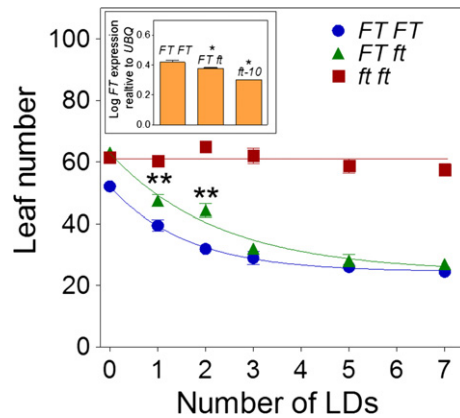 100
80
60
40
20
0
Leaf number
0 1 2 3 5 7
Number of LDs
** **
FT FT
FT ft
ft ft
Log FT expression
realtive to UBQ
0.6
0.4
0.2
0.0
FT FT
*
FT ft
*
ft-10